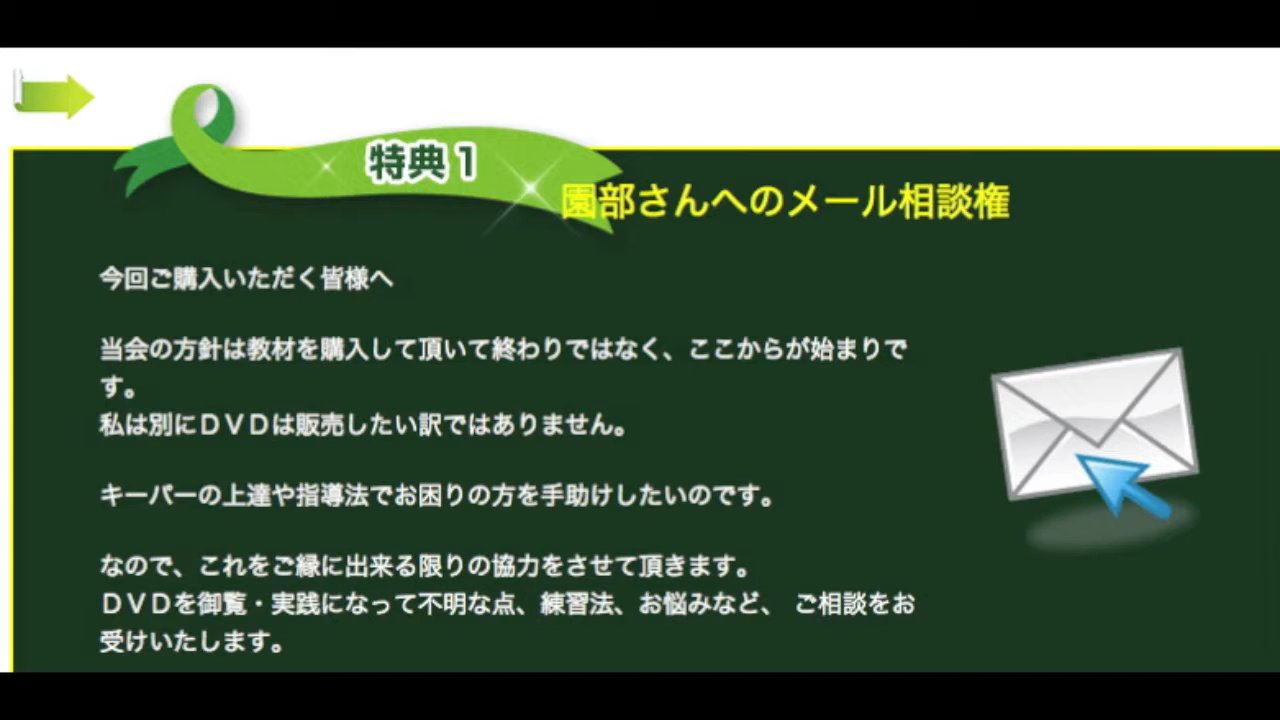 特典1
園部さんへのメール相談権
今回ご購入いただく皆様へ
当会の方針は教材を購入して頂いて終わりではなく、ここからが始まりで
す。
私は別にＤＶＤは販売したい訳ではありません。
キーパーの上達や指導法でお困りの方を手助けしたいのです。
なので、これをご縁に出来る限りの協力をさせて頂きます。
ＤＶＤを御覧・実践になって不明な点、練習法、お悩みなど、 ご相談をお
受けいたします。